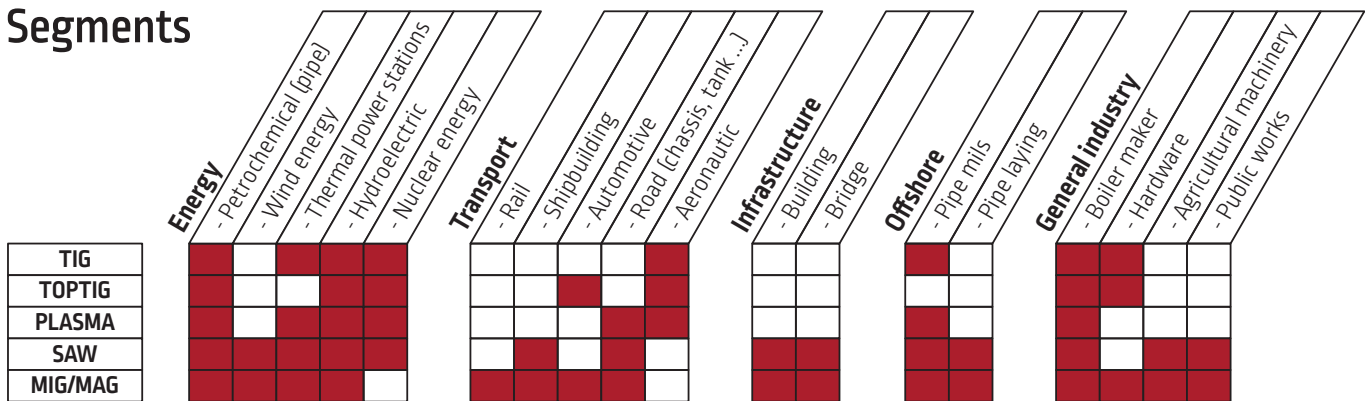 Segments
Energy
- Petrochemical (pipe)
- Wind energy
- Thermal power stations
- Hydroelectric
- Nuclear energy
Transport
- Rail
- Shipbuilding
- Automotive
- Road (chassis, tank ...)
- Aeronautic
Infrastructure
- Building
- Bridge
Offshore
- Pipe mils
- Pipe laying
General industry
- Boiler maker
- Hardware
- Agricultural machinery
- Public works
TIG
TOPTIG
PLASMA
SAW
MIG/MAG